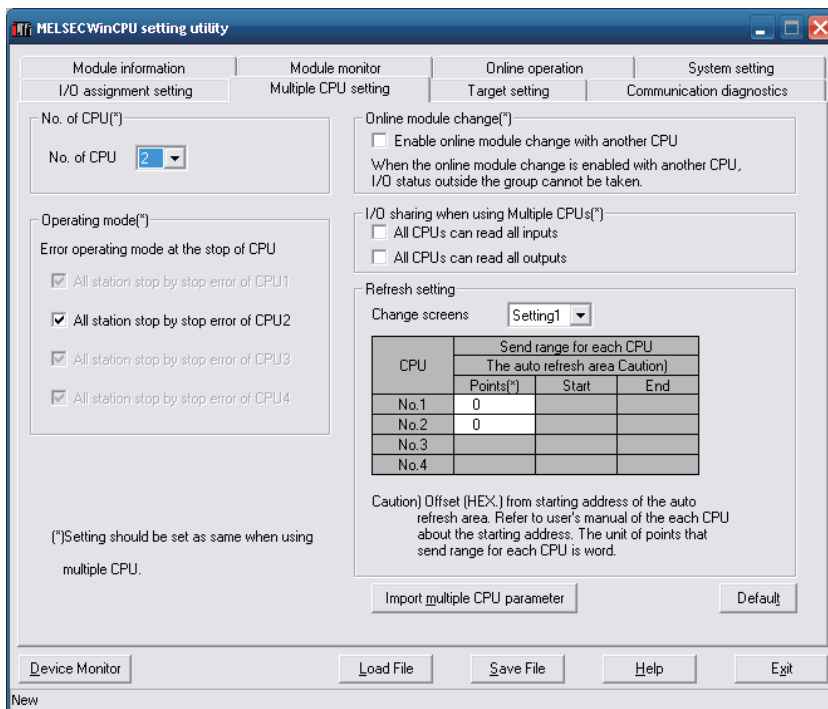 MELSECWinCPU setting utility
Module information
Module monitor
Online operation
System setting
I/O assignment setting
Multiple CPU setting
Target setting
Communication diagnostics
No. of CPU(*)
No. of CPU 2
Operating mode(*)
Error operating mode at the stop of CPU
All station stop by stop error of CPU1
All station stop by stop error of CPU2
All station stop by stop error of CPU3
All station stop by stop error of CPU4
(*)Setting should be set as same when using
multiple CPU.
Online module change(*)
Enable online module change with another CPU
When the online module change is enabled with another CPU,
I/O status outside the group cannot be taken.
I/O sharing when using Multiple CPUs(*)
All CPUs can read all inputs
All CPUs can read all outputs
Refresh setting
Change screens Setting1
CPU
Send range for each CPU
The auto refresh area Caution)
Points(*) Start End
No.1 0
No.2 0
No.3
No.4
Caution) Offset (HEX.) from starting address of the auto
refresh area. Refer to user's manual of the each CPU
about the starting address. The unit of points that
send range for each CPU is word.
Import multiple CPU parameter
Default
Device Monitor
Load File
Save File
Help
Exit
New